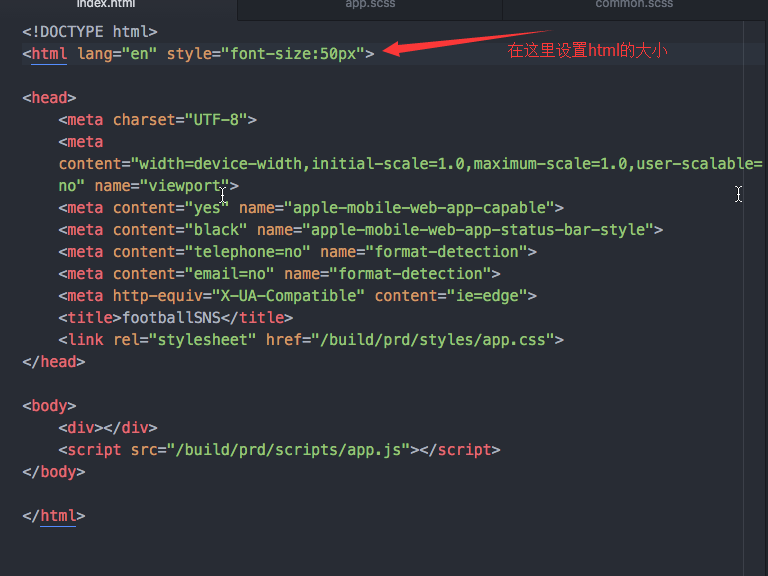 index.html app.scss common.scss
<!DOCTYPE html>
<html lang="en" style="font-size:50px"> 在这里设置html的大小
<head>
<meta charset="UTF-8">
<meta
content="width=device-width,initial-scale=1.0,maximum-scale=1.0,user-scalable=
no" name="viewport">
<meta content="yes" name="apple-mobile-web-app-capable">
<meta content="black" name="apple-mobile-web-app-status-bar-style">
<meta content="telephone=no" name="format-detection">
<meta content="email=no" name="format-detection">
<meta http-equiv="X-UA-Compatible" content="ie=edge">
<title>footballSNS</title>
<link rel="stylesheet" href="/build/prd/styles/app.css">
</head>
<body>
<div></div>
<script src="/build/prd/scripts/app.js"></script>
</body>
</html>